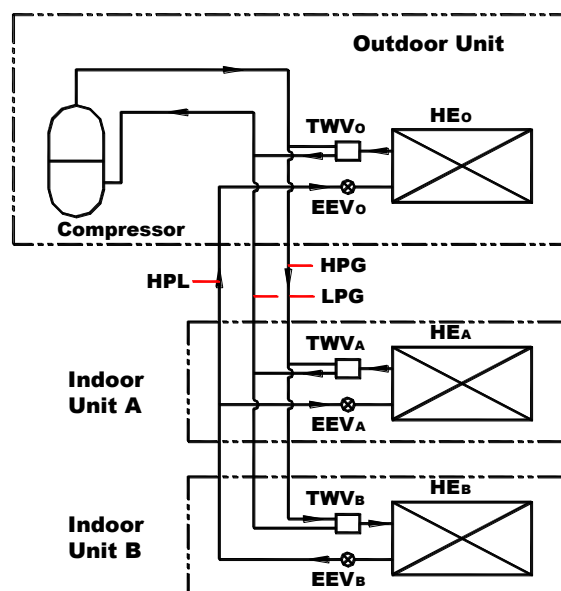 Outdoor Unit
HEO
TWVO
EEVO
Compressor
HPG
HPL
LPG
TWVA
HEA
Indoor
Unit A
EEVA
TWVB
HEB
Indoor
Unit B
EEVB